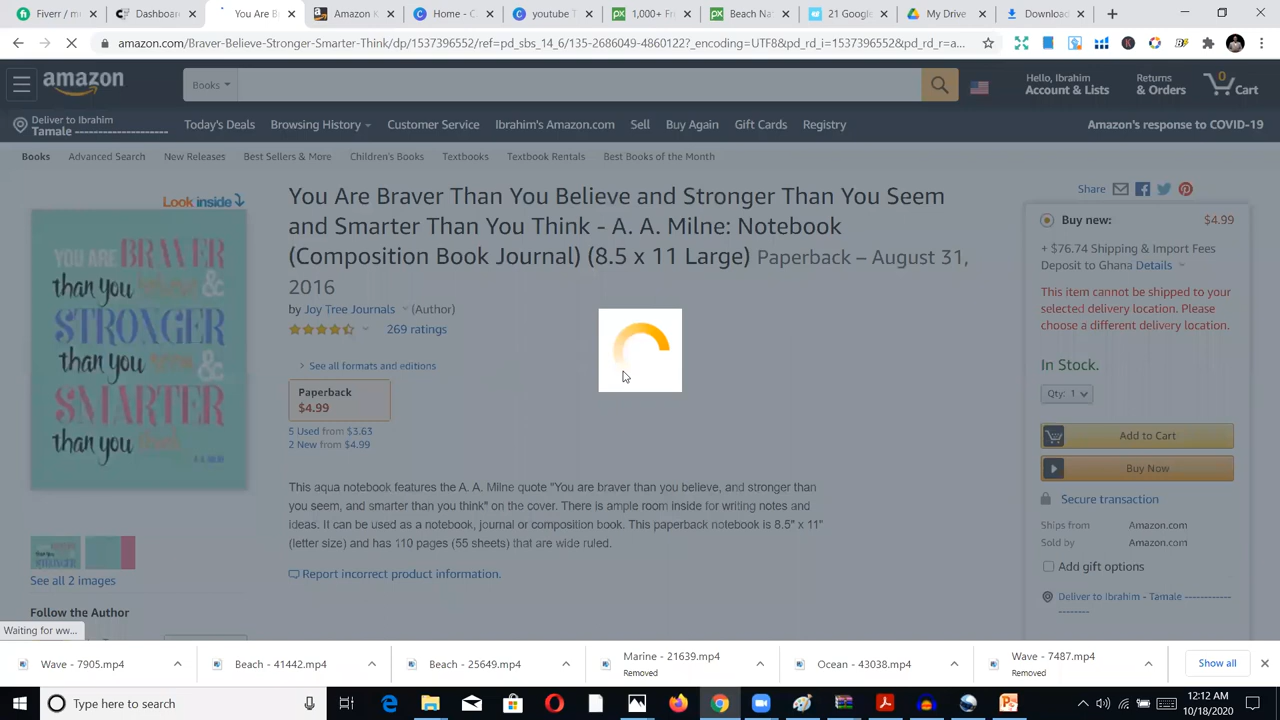 Fiverr / m
Dashboard
You Are B
Amazon K
Home - C
youtube T
1,000+ Fr
Beach Na
21 Google
My Drive
Download
amazon.com/Braver-Believe-Stronger-Smarter-Think/dp/1537396552/ref=pd_sbs_14_6/135-2686049-4860122?_encoding=UTF8&pd_rd_i=1537396552&pd_rd_r=a...
amazon
Books
Hello, Ibrahim
Account & Lists
Returns
& Orders
0
Cart
Deliver to Ibrahim
Tamale --------------------
Today's Deals
Browsing History
Customer Service
Ibrahim's Amazon.com
Sell
Buy Again
Gift Cards
Registry
Amazon's response to COVID-19
Books
Advanced Search
New Releases
Best Sellers & More
Children's Books
Textbooks
Textbook Rentals
Best Books of the Month
Look inside
YOU ARE BRAVER
than you believe &
STRONGER
than you seem &
SMARTER
than you think
You Are Braver Than You Believe and Stronger Than You Seem
and Smarter Than You Think - A. A. Milne: Notebook
(Composition Book Journal) (8.5 x 11 Large) Paperback – August 31,
2016
by Joy Tree Journals (Author)
269 ratings
See all formats and editions
Paperback
$4.99
5 Used from $3.63
2 New from $4.99
This aqua notebook features the A. A. Milne quote "You are braver than you believe, and stronger than
you seem, and smarter than you think" on the cover. There is ample room inside for writing notes and
ideas. It can be used as a notebook, journal or composition book. This paperback notebook is 8.5" x 11"
(letter size) and has 110 pages (55 sheets) that are wide ruled.
Report incorrect product information.
See all 2 images
Follow the Author
Share
Buy new:
$4.99
+ $76.74 Shipping & Import Fees
Deposit to Ghana Details
This item cannot be shipped to your
selected delivery location. Please
choose a different delivery location.
In Stock.
Qty: 1
Add to Cart
Buy Now
Secure transaction
Ships from Amazon.com
Sold by Amazon.com
Add gift options
Deliver to Ibrahim - Tamale --------------
--------
Waiting for ww...
Wave - 7905.mp4
Beach - 41442.mp4
Beach - 25649.mp4
Marine - 21639.mp4
Removed
Ocean - 43038.mp4
Wave - 7487.mp4
Removed
Show all
Type here to search
12:12 AM
10/18/2020